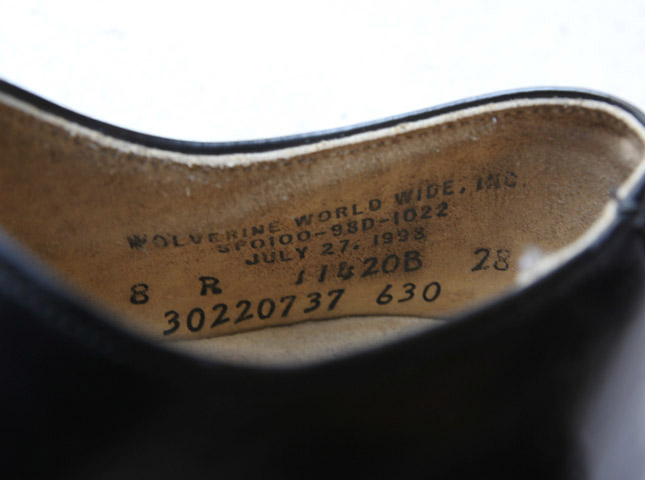 WOLVERINE WORLD WIDE, INC.
SPO100-98D-1022
JULY 27, 1998
8 R 11420B 28
30220737 630